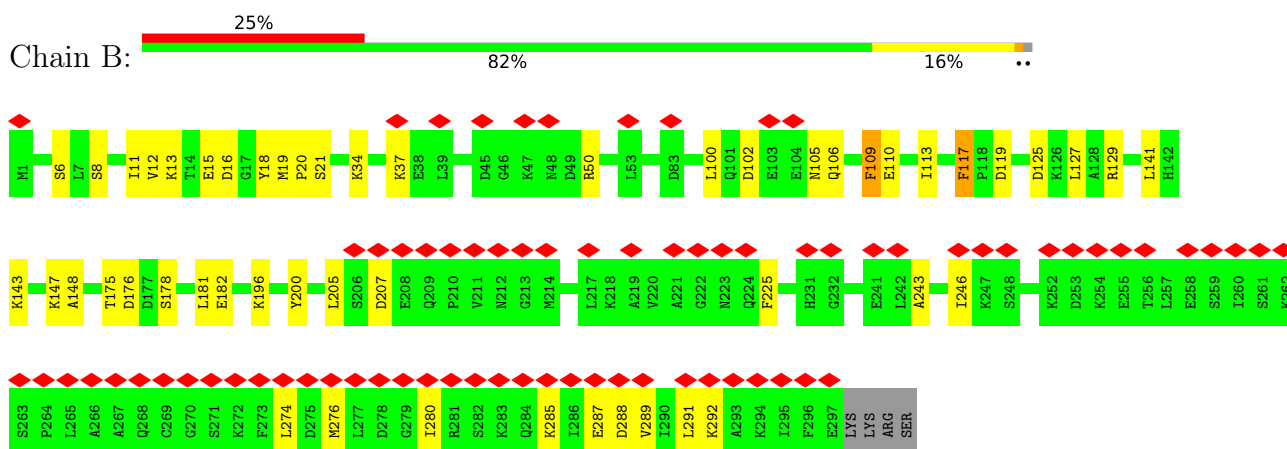 25%
Chain B:
82% 16% ••
M1 S6 L7 S8 I11 V12 K13 T14 E15 D16 G17 Y18 M19 P20 S21 K34 K37 E38 L39 D45 G46 K47 N48 D49 R50 L53 D83 L100 Q101 D102 E103 E104 N105 Q106 F109 E110 I113 F117 P118 D119 D125 K126 L127 A128 R129 L141 H142
K143 K147 A148 T175 D176 D177 S178 L181 E182 K196 Y200 L205 S206 D207 E208 Q209 P210 V211 N212 G213 M214 L217 K218 A219 V220 A221 G222 N223 Q224 F225 H231 G232 E241 L242 A243 I246 K247 S248 K252 D253 K254 E255 T256 L257 E258 S259 I260 S261
S263 P264 L265 A266 A267 Q268 C269 G270 S271 K272 F273 L274 D275 M276 L277 D278 G279 I280 R281 S282 K283 Q284 K285 I286 E287 D288 V289 I290 L291 K292 A293 K294 I295 F296 E297 LYS LYS ARG SER